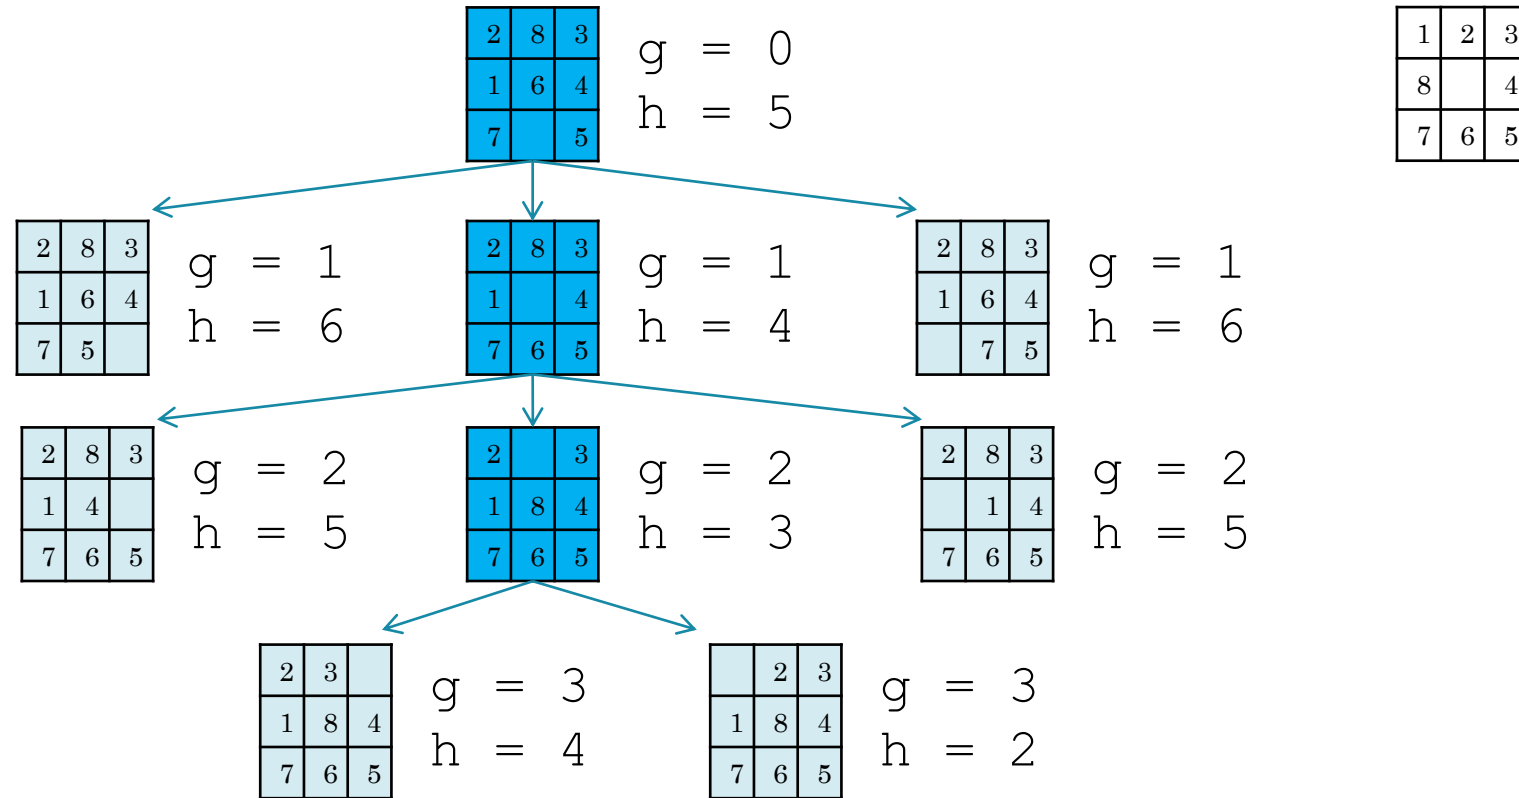 2 8 3
1 6 4
7 5
g = 0
h = 5
1 2 3
8 4
7 6 5
2 8 3
1 6 4
7 5
g = 1
h = 6
2 8 3
1 4
7 6 5
g = 1
h = 4
2 8 3
1 6 4
7 5
g = 1
h = 6
2 8 3
1 4
7 6 5
g = 2
h = 5
2 3
1 8 4
7 6 5
g = 2
h = 3
2 8 3
1 4
7 6 5
g = 2
h = 5
2 3
1 8 4
7 6 5
g = 3
h = 4
2 3
1 8 4
7 6 5
g = 3
h = 2